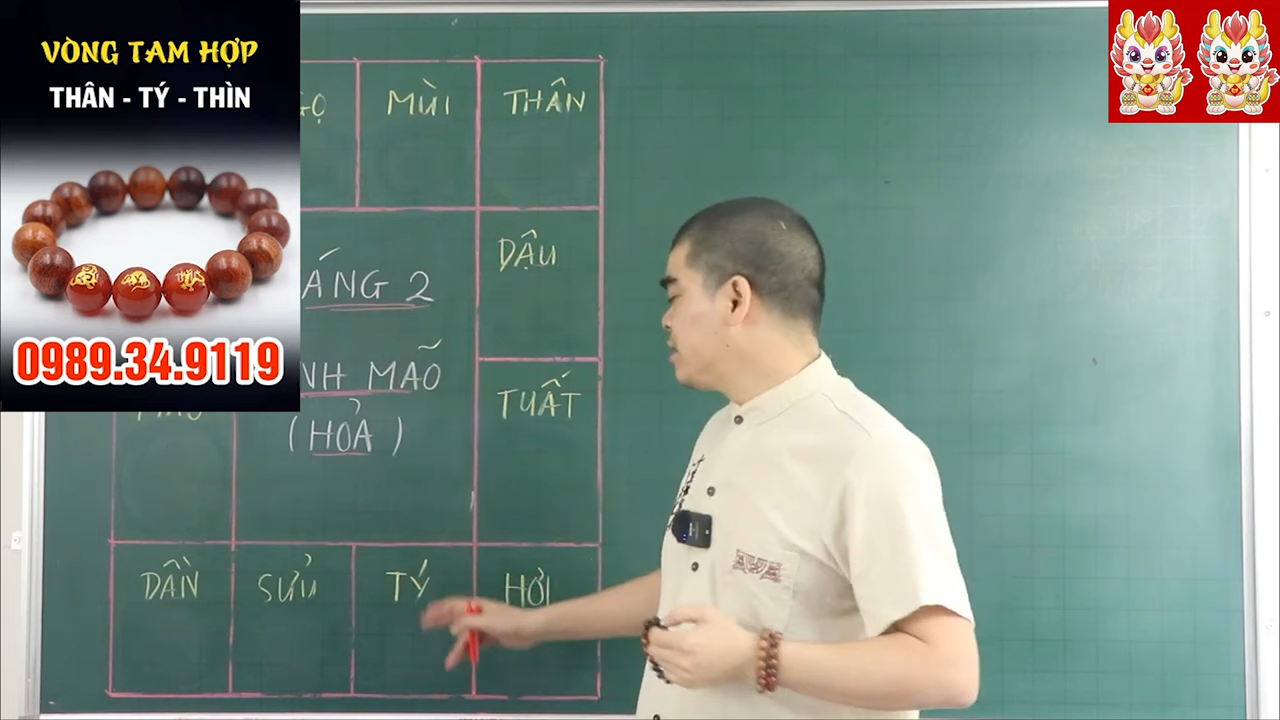 VÒNG TAM HỢP
THÂN - TÝ - THÌN
0989.34.9119
MÙI
THÂN
DẬU
ÁNG 2
NH MÃO
(HỎA)
TUẤT
DẦN
SỬU
TÝ
HỢI